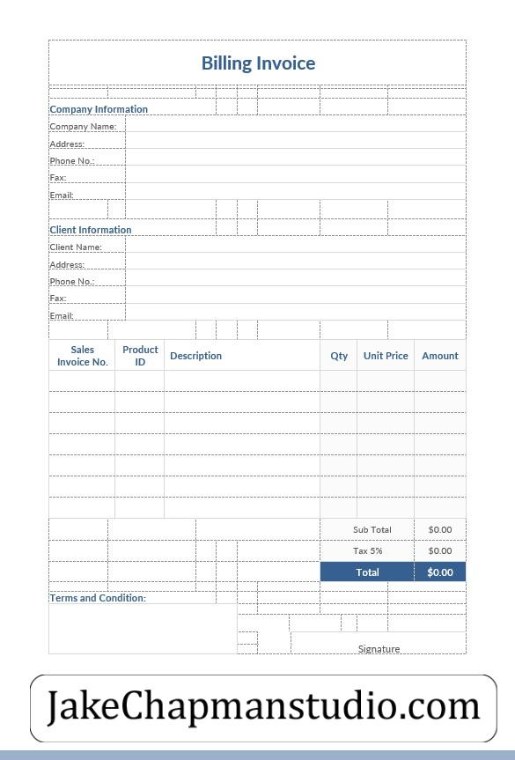 Billing Invoice
Company Information
Company Name:
Address:
Phone No.:
Fax:
Email:
Client Information
Client Name:
Address:
Phone No.:
Fax:
Email:
Sales Invoice No. Product ID Description Qty Unit Price Amount
Sub Total $0.00
Tax 5% $0.00
Total $0.00
Terms and Condition:
Signature
JakeChapmanstudio.com